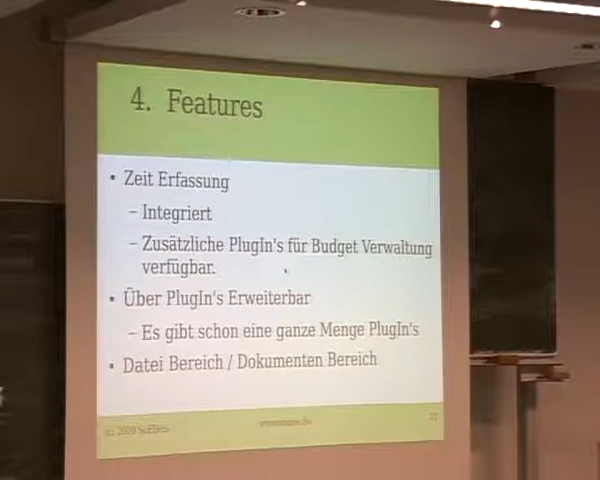 4. Features
• Zeit Erfassung
– Integriert
– Zusätzliche PlugIn's für Budget Verwaltung
verfügbar.
• Über PlugIn's Erweiterbar
– Es gibt schon eine ganze Menge PlugIn's
• Datei Bereich / Dokumenten Bereich
(c) 2009